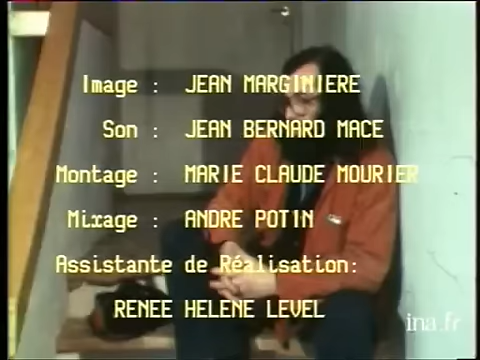 Image : JEAN MARGINIERE
Son : JEAN BERNARD MACE
Montage : MARIE CLAUDE MOURIER
Mixage : ANDRE POTIN
Assistante de Réalisation:
RENEE HELENE LEVEL
ina.fr